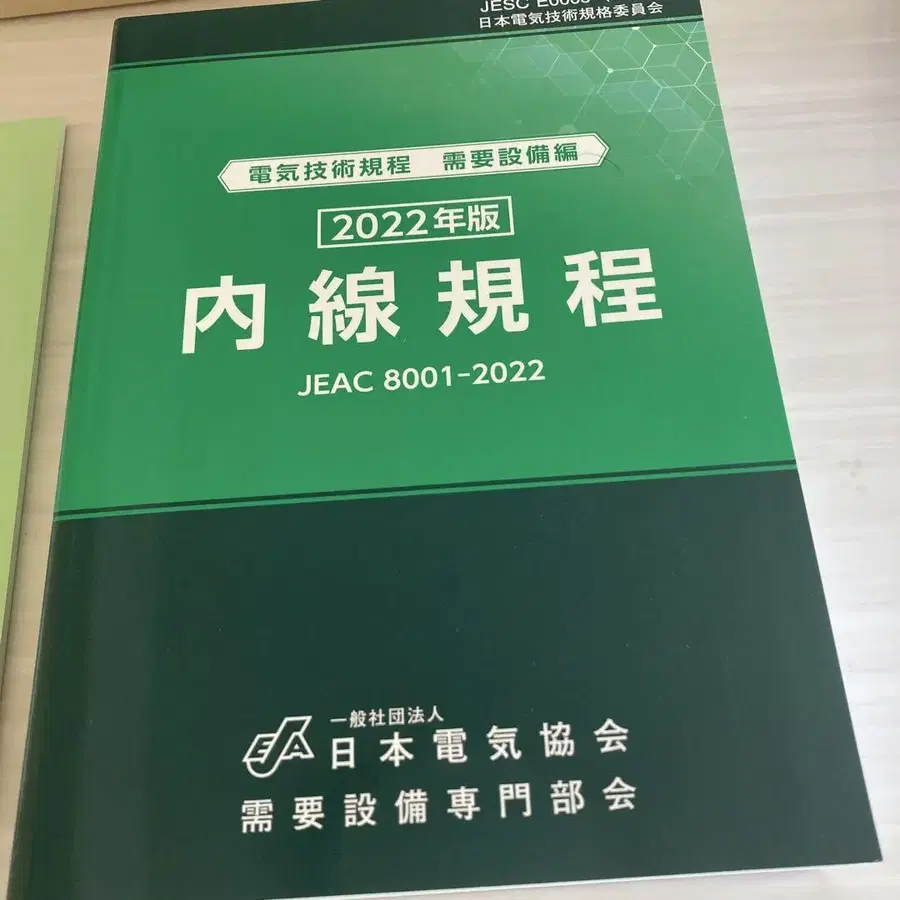 JESC
日本電気技術規格委員会
電気技術規程 需要設備編
2022年版
内線規程
JEAC 8001-2022
JEA
一般社団法人
日本電気協会
需要設備専門部会